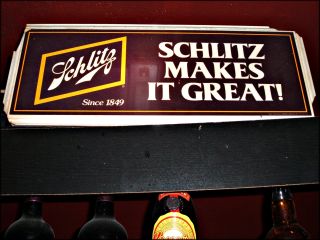 Schlitz
Since 1849
SCHLITZ
MAKES
IT GREAT!